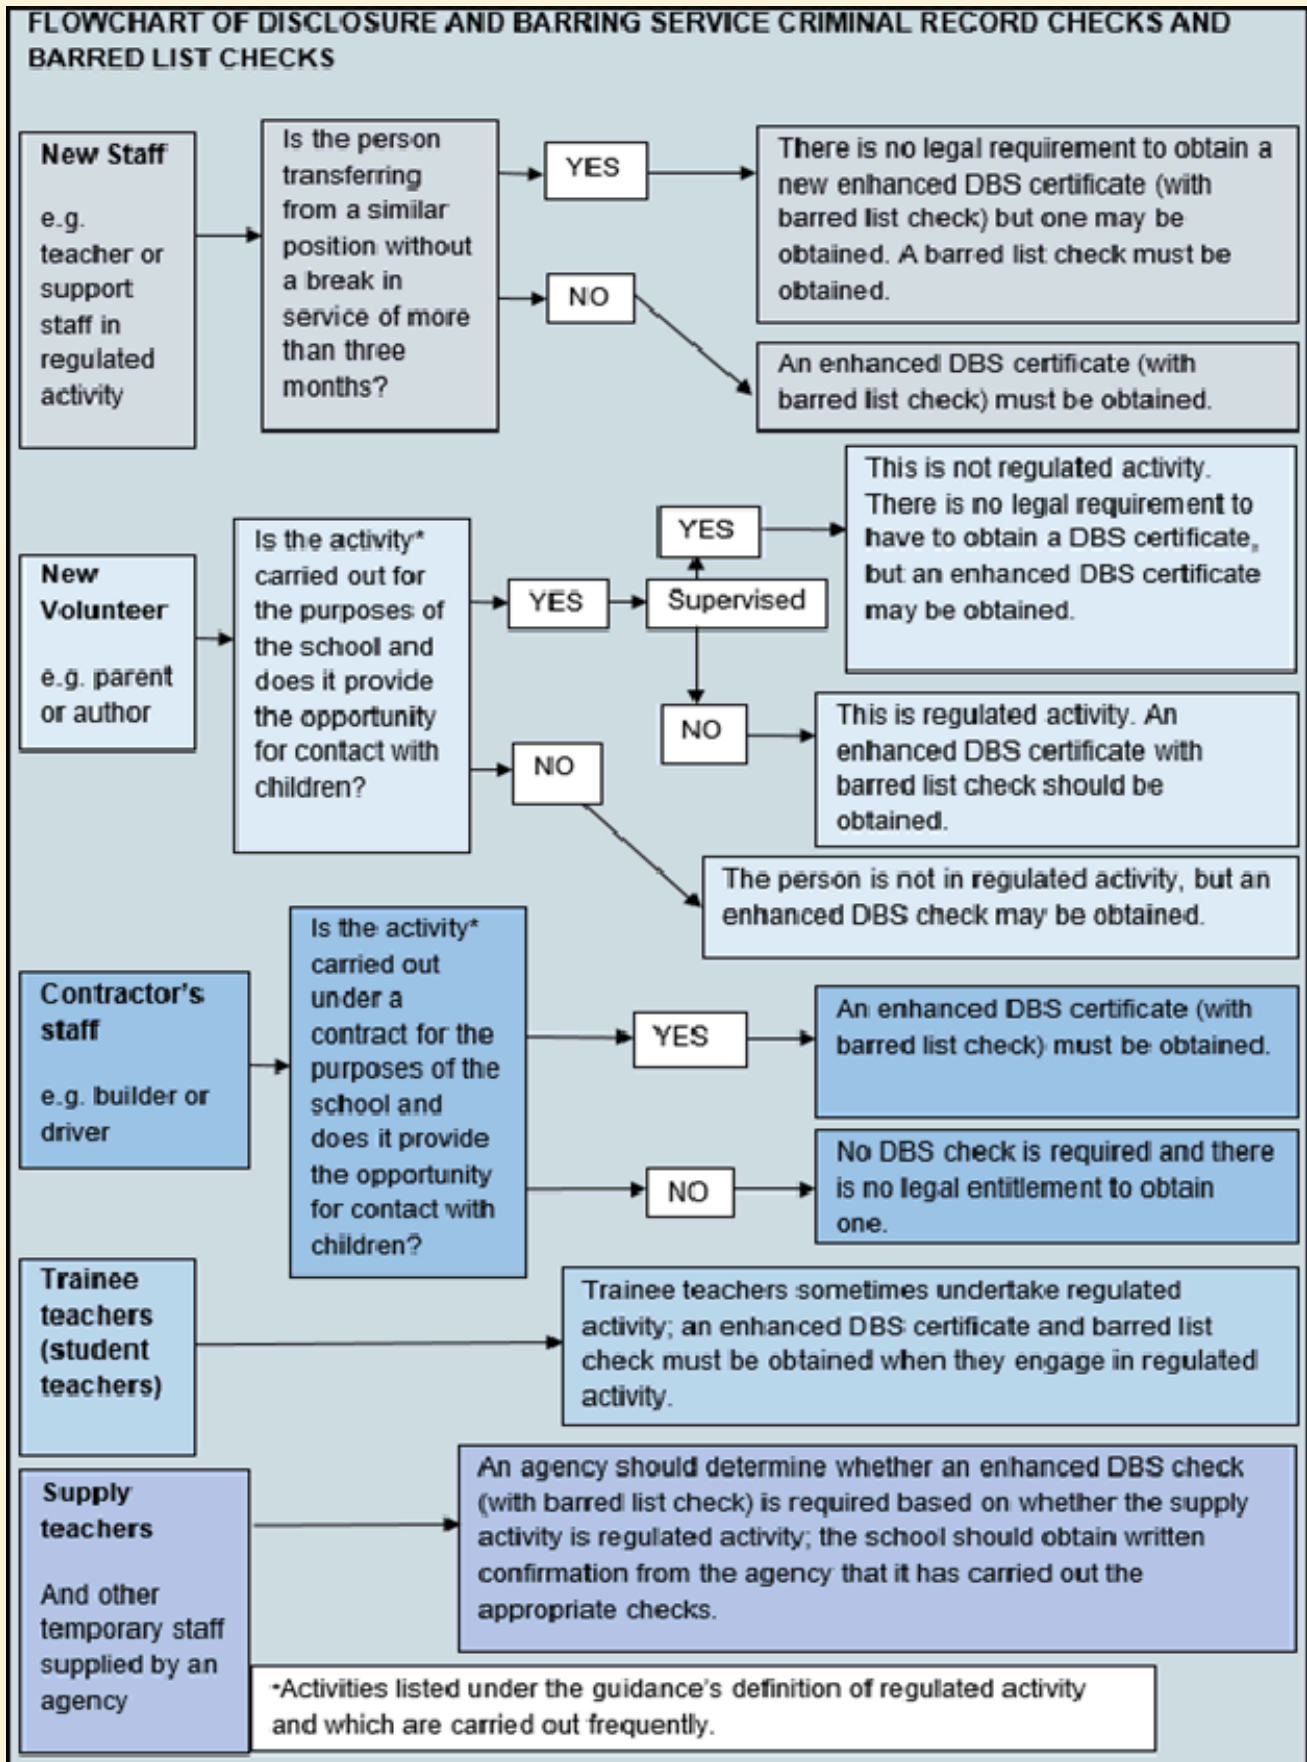 FLOWCHART OF DISCLOSURE AND BARRING SERVICE CRIMINAL RECORD CHECKS AND
BARRED LIST CHECKS
New Staff
e.g.
teacher or
support
staff in
regulated
activity
Is the person
transferring
from a similar
position without
a break in
service of more
than three
months?
YES
There is no legal requirement to obtain a
new enhanced DBS certificate (with
barred list check) but one may be
obtained. A barred list check must be
obtained.
NO
An enhanced DBS certificate (with
barred list check) must be obtained.
New
Volunteer
e.g. parent
or author
Is the activity*
carried out for
the purposes of
the school and
does it provide
the opportunity
for contact with
children?
YES
Supervised
YES
This is not regulated activity.
There is no legal requirement to
have to obtain a DBS certificate,
but an enhanced DBS certificate
may be obtained.
NO
This is regulated activity. An
enhanced DBS certificate with
barred list check should be
obtained.
NO
The person is not in regulated activity, but an
enhanced DBS check may be obtained.
Contractor's
staff
e.g. builder or
driver
Is the activity*
carried out
under a
contract for the
purposes of the
school and
does it provide
the opportunity
for contact with
children?
YES
An enhanced DBS certificate (with
barred list check) must be obtained.
NO
No DBS check is required and there
is no legal entitlement to obtain
one.
Trainee
teachers
(student
teachers)
Trainee teachers sometimes undertake regulated
activity; an enhanced DBS certificate and barred list
check must be obtained when they engage in regulated
activity.
Supply
teachers
And other
temporary staff
supplied by an
agency
An agency should determine whether an enhanced DBS check
(with barred list check) is required based on whether the supply
activity is regulated activity; the school should obtain written
confirmation from the agency that it has carried out the
appropriate checks.
*Activities listed under the guidance's definition of regulated activity
and which are carried out frequently.